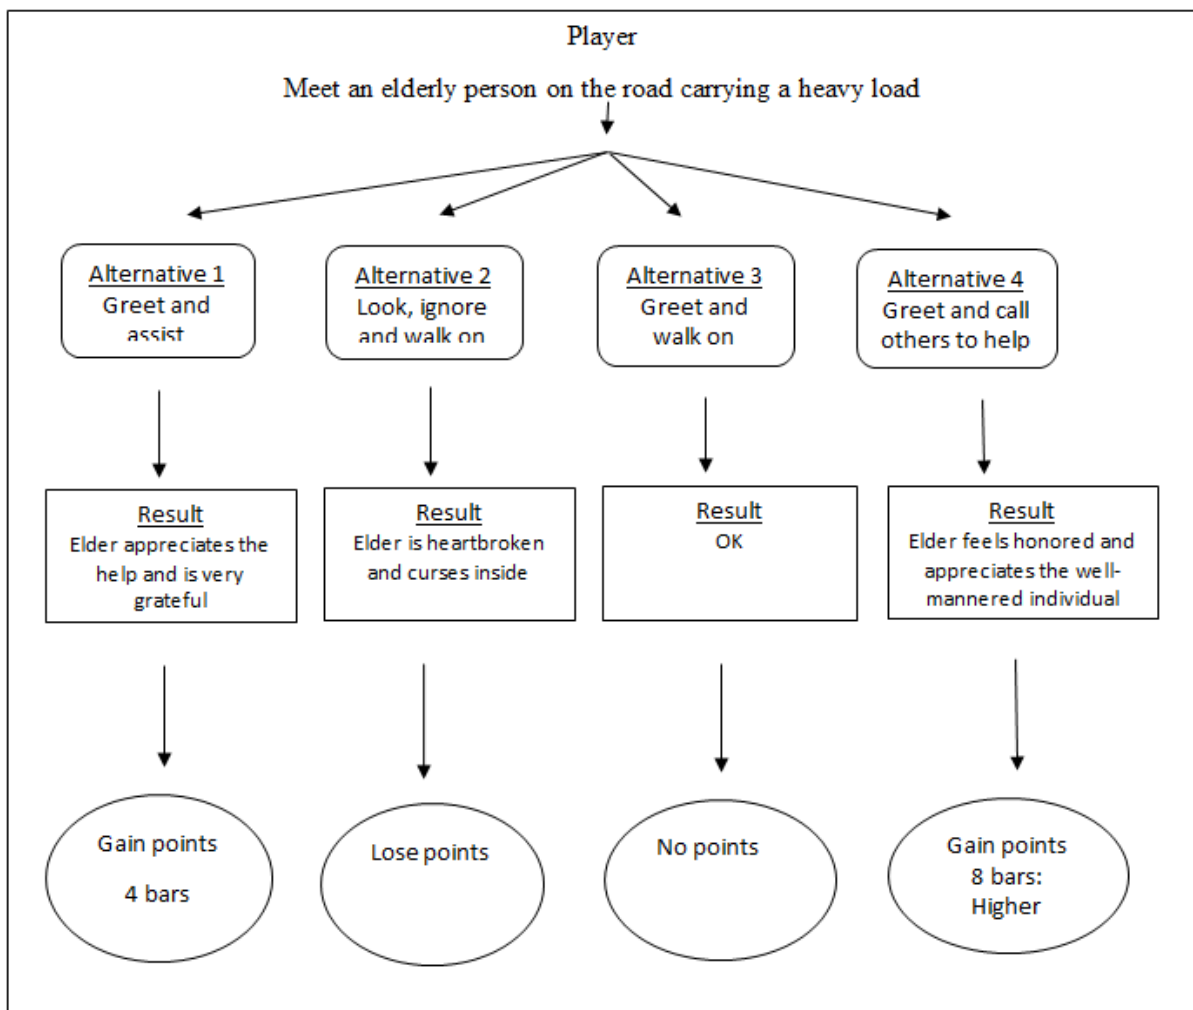 Player
Meet an elderly person on the road carrying a heavy load
Alternative 1
Greet and
assist
Alternative 2
Look, ignore
and walk on
Alternative 3
Greet and
walk on
Alternative 4
Greet and call
others to help
Result
Elder appreciates the
help and is very
grateful
Result
Elder is heartbroken
and curses inside
Result
OK
Result
Elder feels honored and
appreciates the well-
mannered individual
Gain points
4 bars
Lose points
No points
Gain points
8 bars:
Higher